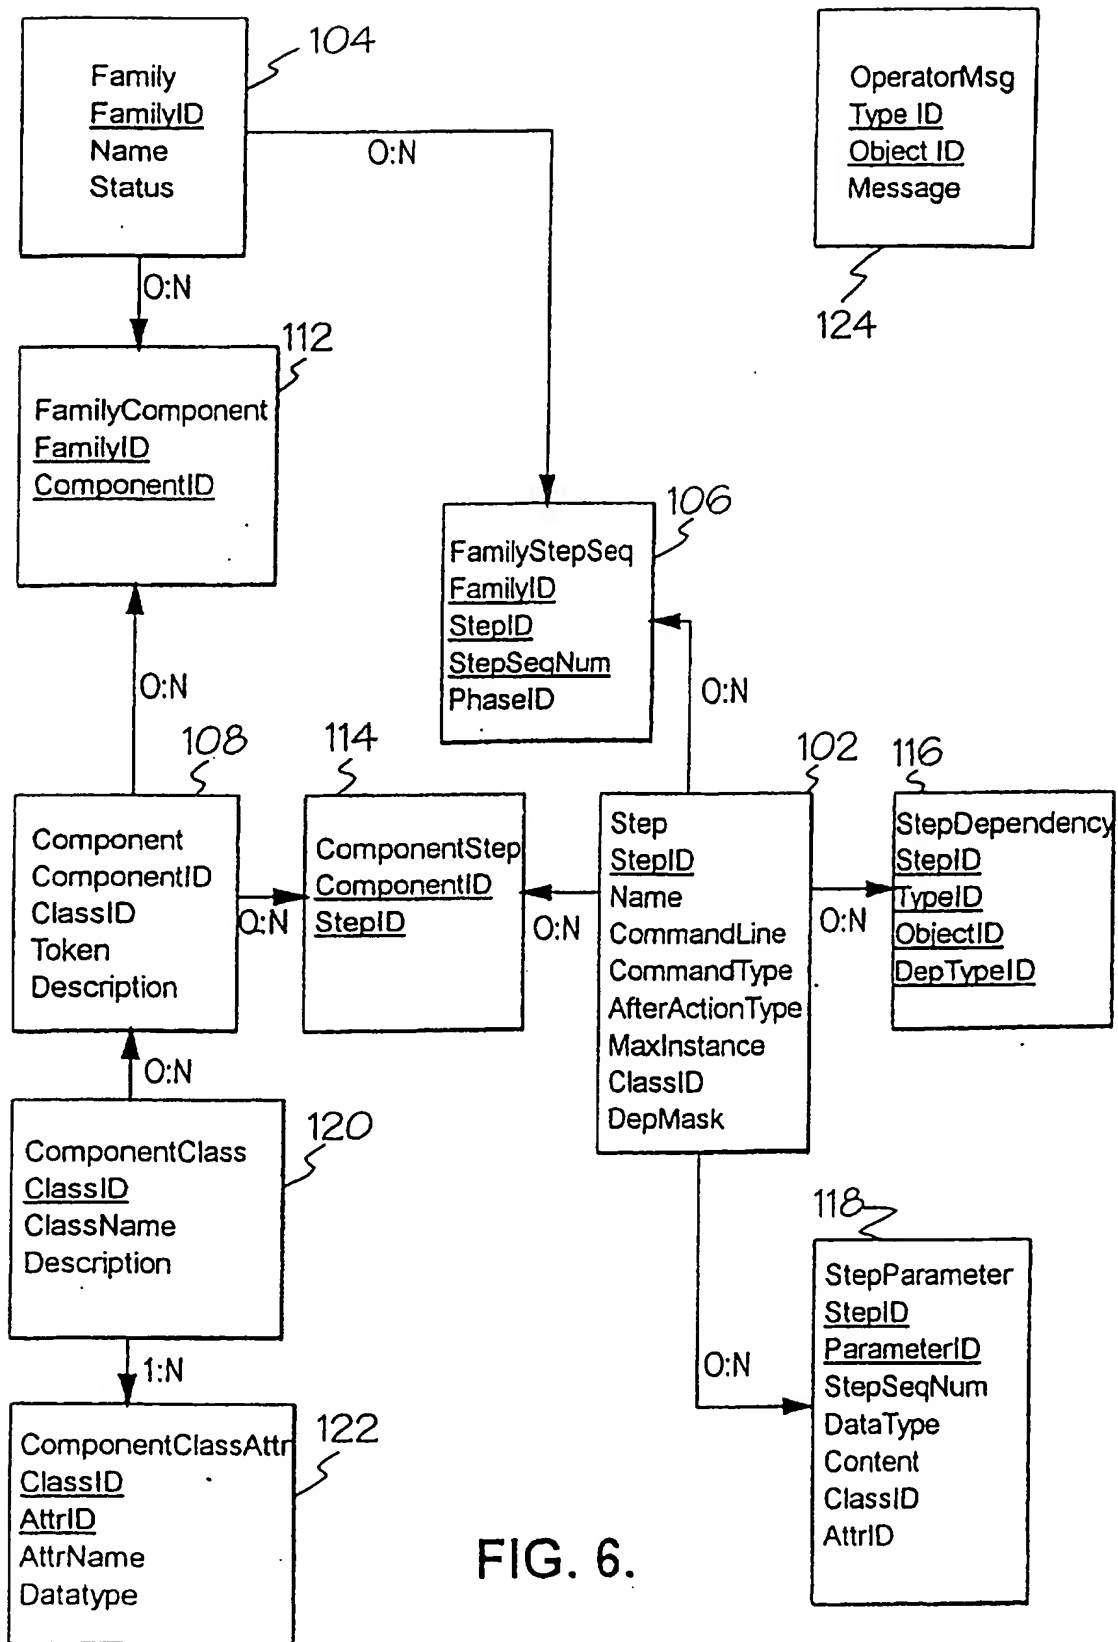 104
Family
FamilyID
Name
Status
O:N
O:N
OperatorMsg
Type ID
Object ID
Message
124
112
FamilyComponent
FamilyID
ComponentID
O:N
106
FamilyStepSeq
FamilyID
StepID
StepSeqNum
PhaseID
O:N
108
Component
ComponentID
ClassID
Token
Description
O:N
114
ComponentStep
ComponentID
StepID
O:N
102
Step
StepID
Name
CommandLine
CommandType
AfterActionType
MaxInstance
ClassID
DepMask
O:N
116
StepDependency
StepID
TypeID
ObjectID
DepTypeID
O:N
120
ComponentClass
ClassID
ClassName
Description
1:N
122
ComponentClassAttr
ClassID
AttrID
AttrName
Datatype
O:N
118
StepParameter
StepID
ParameterID
StepSeqNum
DataType
Content
ClassID
AttrID
FIG. 6.